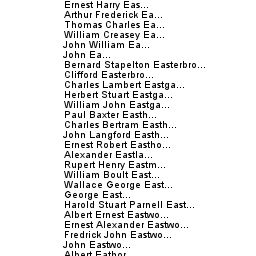 Ernest Harry Eas...
Arthur Frederick Ea...
Thomas Charles Ea...
William Creasey Ea...
John William Ea...
John Ea...
Bernard Stapelton Easterbro...
Clifford Easterbro...
Charles Lambert Eastga...
Herbert Stuart Eastga...
William John Eastga...
Paul Baxter Easth...
Charles Bertram Easth...
John Langford Easth...
Ernest Robert Eastho...
Alexander Eastla...
Rupert Henry Eastm...
William Boult East...
Wallace George East...
George East...
Harold Stuart Parnell East...
Albert Ernest Eastwo...
Ernest Alexander Eastwo...
Fredrick John Eastwo...
John Eastwo...
Albert